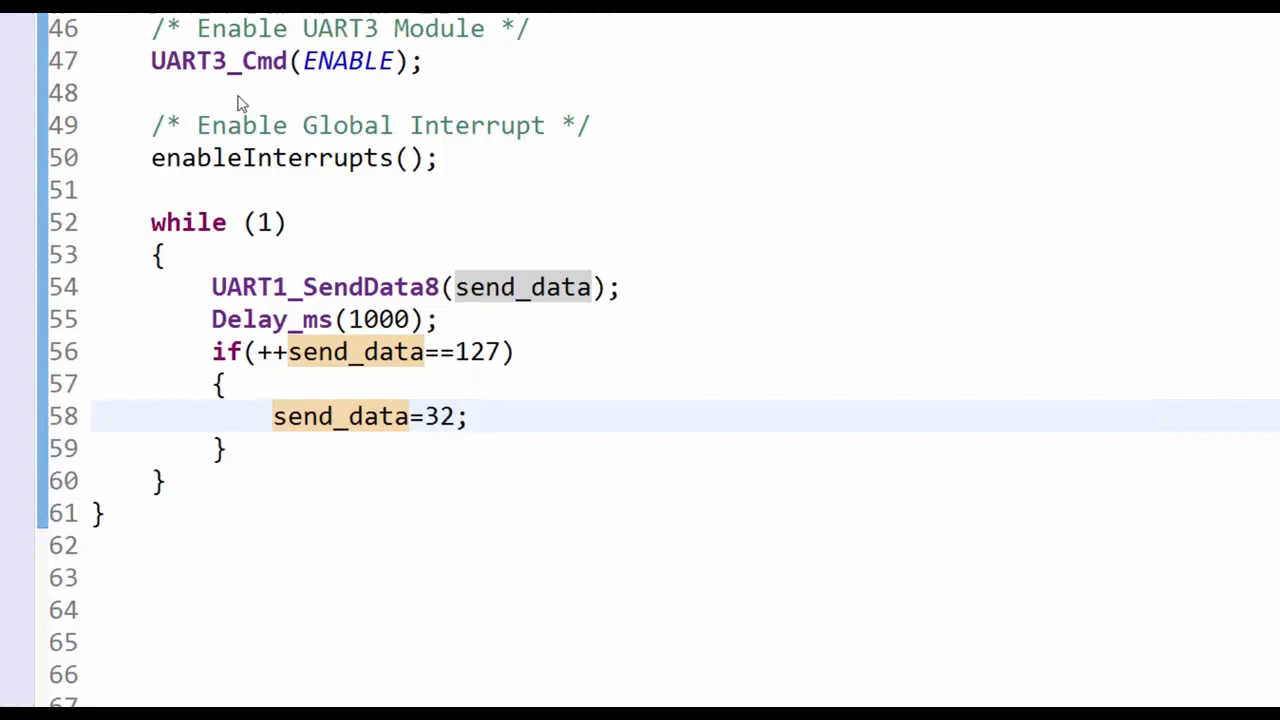 46 /* Enable UART3 Module */
47 UART3_Cmd(ENABLE);
48
49 /* Enable Global Interrupt */
50 enableInterrupts();
51
52 while (1)
53 {
54 UART1_SendData8(send_data);
55 Delay_ms(1000);
56 if(++send_data==127)
57 {
58 send_data=32;
59 }
60 }
61 }
62
63
64
65
66
67